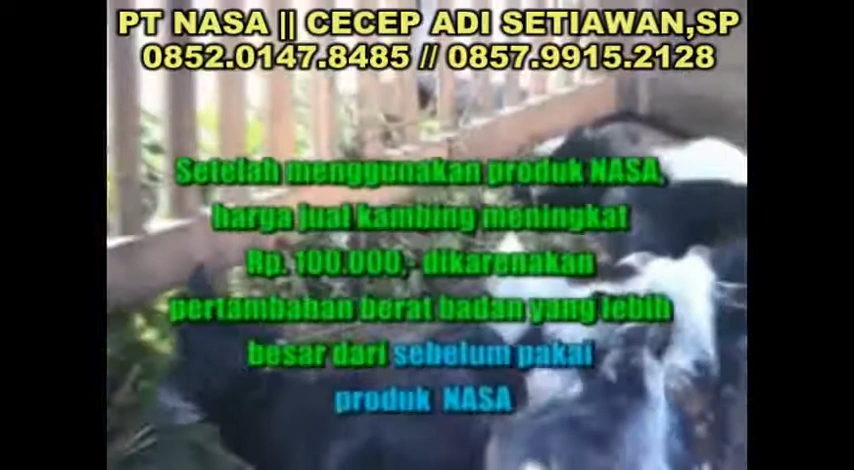 PT NASA || CECEP ADI SETIAWAN,SP
0852.0147.8485 // 0857.9915.2128
Setelah menggunakan produk NASA,
harga jual kambing meningkat
Rp. 100.000,- dikarenakan
pertambahan berat badan yang lebih
besar dari sebelum pakai
produk NASA